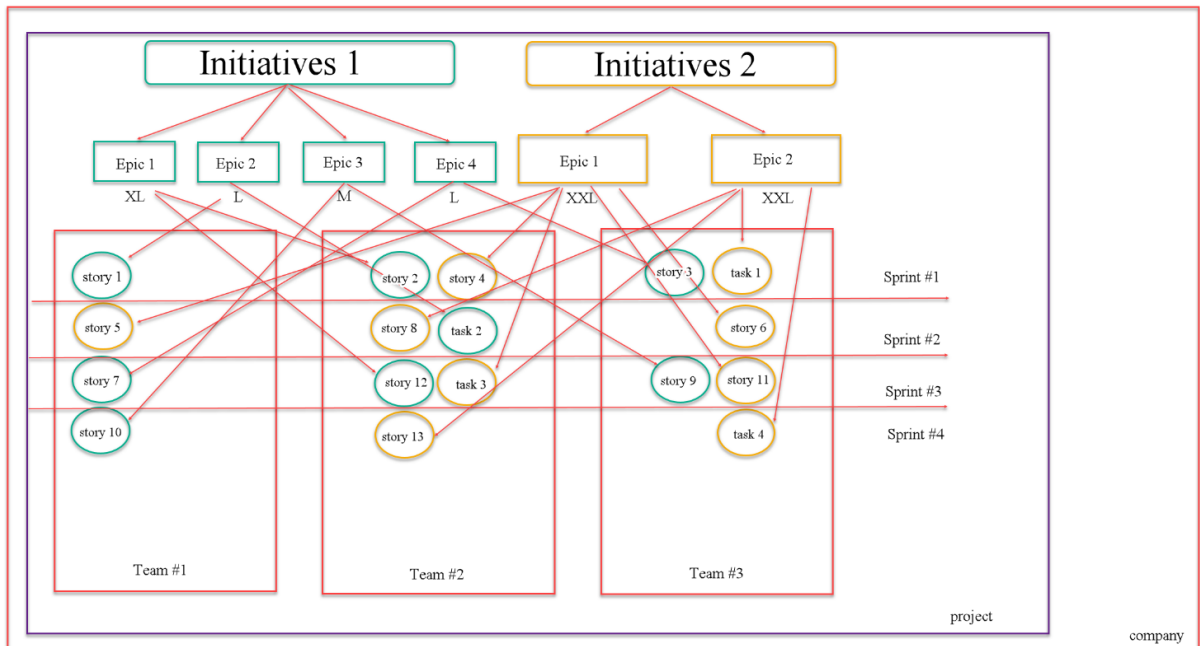 Initiatives 1
Initiatives 2
Epic 1
Epic 2
Epic 3
Epic 4
Epic 1
Epic 2
XL
L
M
L
XXL
XXL
story 1
story 2
story 4
story 3
task 1
Sprint #1
story 5
story 8
task 2
story 6
Sprint #2
story 7
story 12
task 3
story 9
story 11
Sprint #3
story 10
story 13
task 4
Sprint #4
Team #1
Team #2
Team #3
project
company